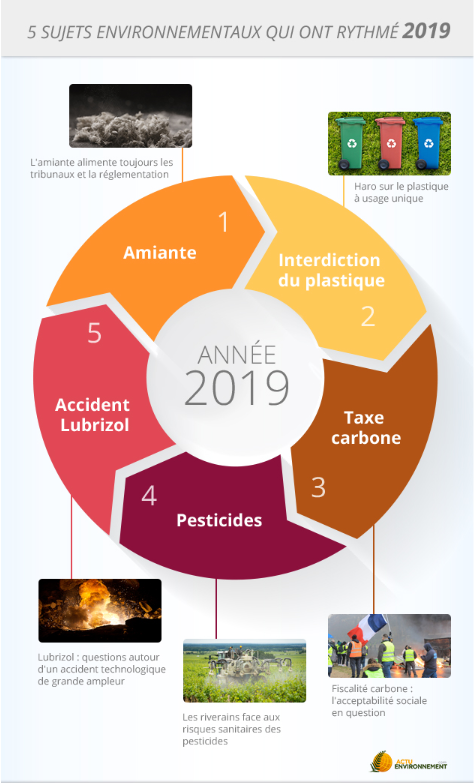 5 SUJETS ENVIRONNEMENTAUX QUI ONT RYTHMÉ 2019
L'amiante alimente toujours les
tribunaux et la réglementation
Haro sur le plastique
à usage unique
1
Amiante
Interdiction
du plastique
2
5
Accident
Lubrizol
ANNÉE
2019
Taxe
carbone
3
4
Pesticides
Lubrizol : questions autour
d'un accident technologique
de grande ampleur
Les riverains face aux
risques sanitaires des
pesticides
Fiscalité carbone :
l'acceptabilité sociale
en question
ACTU
ENVIRONNEMENT